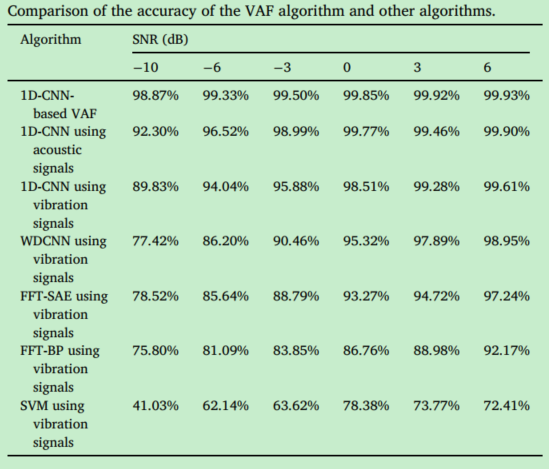 Comparison of the accuracy of the VAF algorithm and other algorithms.
Algorithm SNR (dB)
−10 −6 −3 0 3 6
1D-CNN- 98.87% 99.33% 99.50% 99.85% 99.92% 99.93%
based VAF
1D-CNN using 92.30% 96.52% 98.99% 99.77% 99.46% 99.90%
acoustic
signals
1D-CNN using 89.83% 94.04% 95.88% 98.51% 99.28% 99.61%
vibration
signals
WDCNN using 77.42% 86.20% 90.46% 95.32% 97.89% 98.95%
vibration
signals
FFT-SAE using 78.52% 85.64% 88.79% 93.27% 94.72% 97.24%
vibration
signals
FFT-BP using 75.80% 81.09% 83.85% 86.76% 88.98% 92.17%
vibration
signals
SVM using 41.03% 62.14% 63.62% 78.38% 73.77% 72.41%
vibration
signals